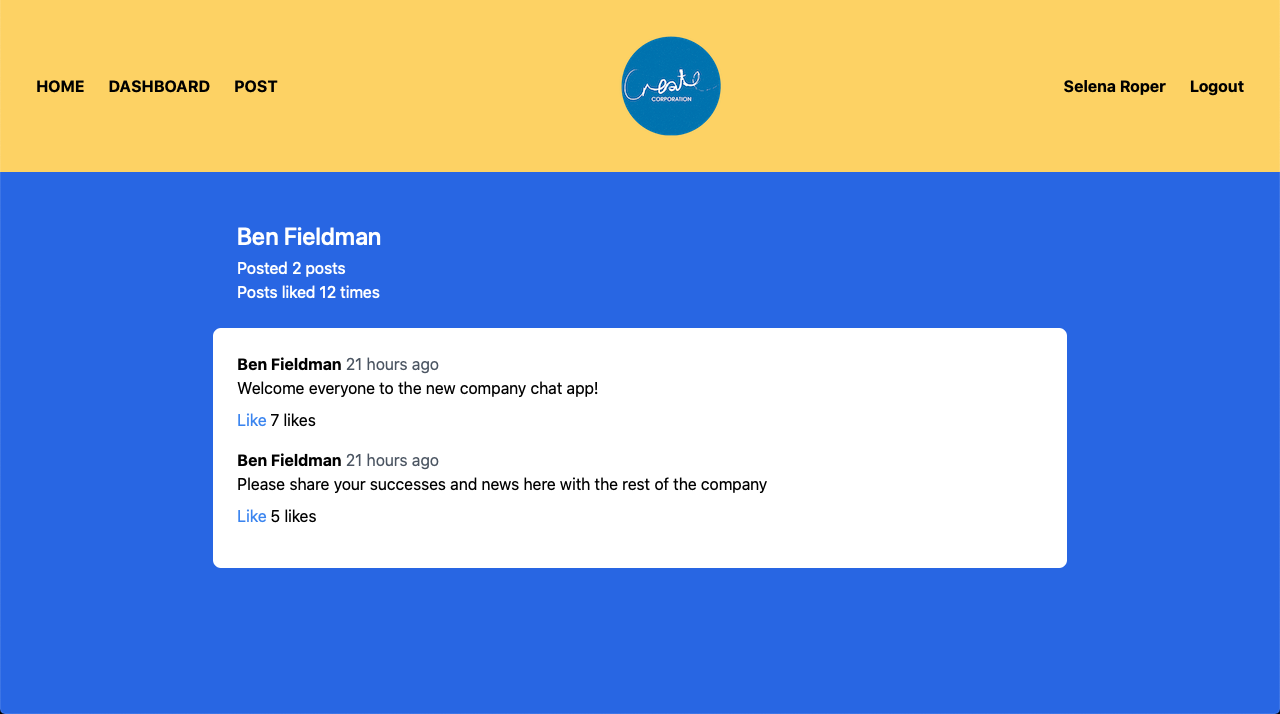 HOME DASHBOARD POST
Create
CORPORATION
Selena Roper Logout
Ben Fieldman
Posted 2 posts
Posts liked 12 times
Ben Fieldman 21 hours ago
Welcome everyone to the new company chat app!
Like 7 likes
Ben Fieldman 21 hours ago
Please share your successes and news here with the rest of the company
Like 5 likes